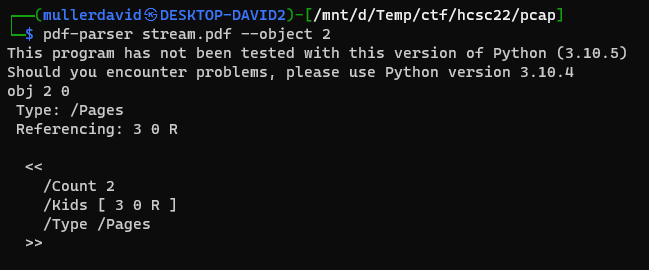 ┌──(mullerdavid㉿DESKTOP-DAVID2)-[/mnt/d/Temp/ctf/hcsc22/pcap]
└─$ pdf-parser stream.pdf --object 2
This program has not been tested with this version of Python (3.10.5)
Should you encounter problems, please use Python version 3.10.4
obj 2 0
 Type: /Pages
 Referencing: 3 0 R

  <<
    /Count 2
    /Kids [ 3 0 R ]
    /Type /Pages
  >>